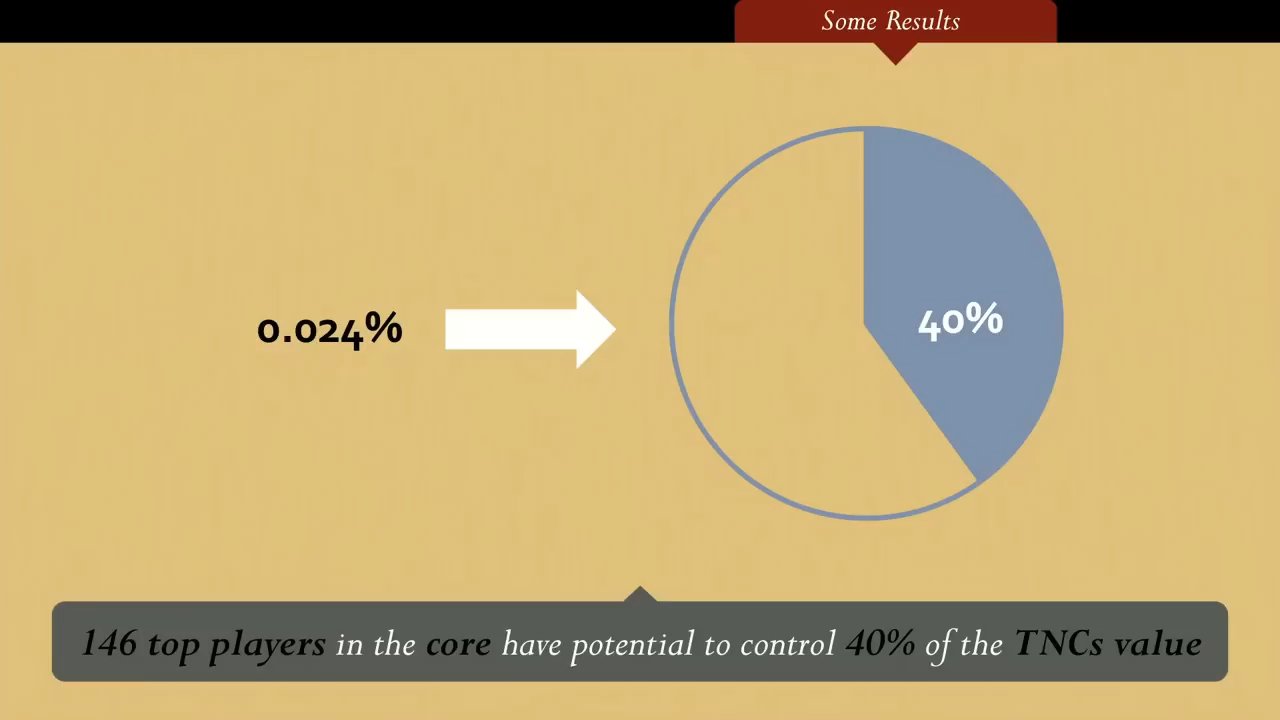 Some Results
0.024%
40%
146 top players in the core have potential to control 40% of the TNCs value